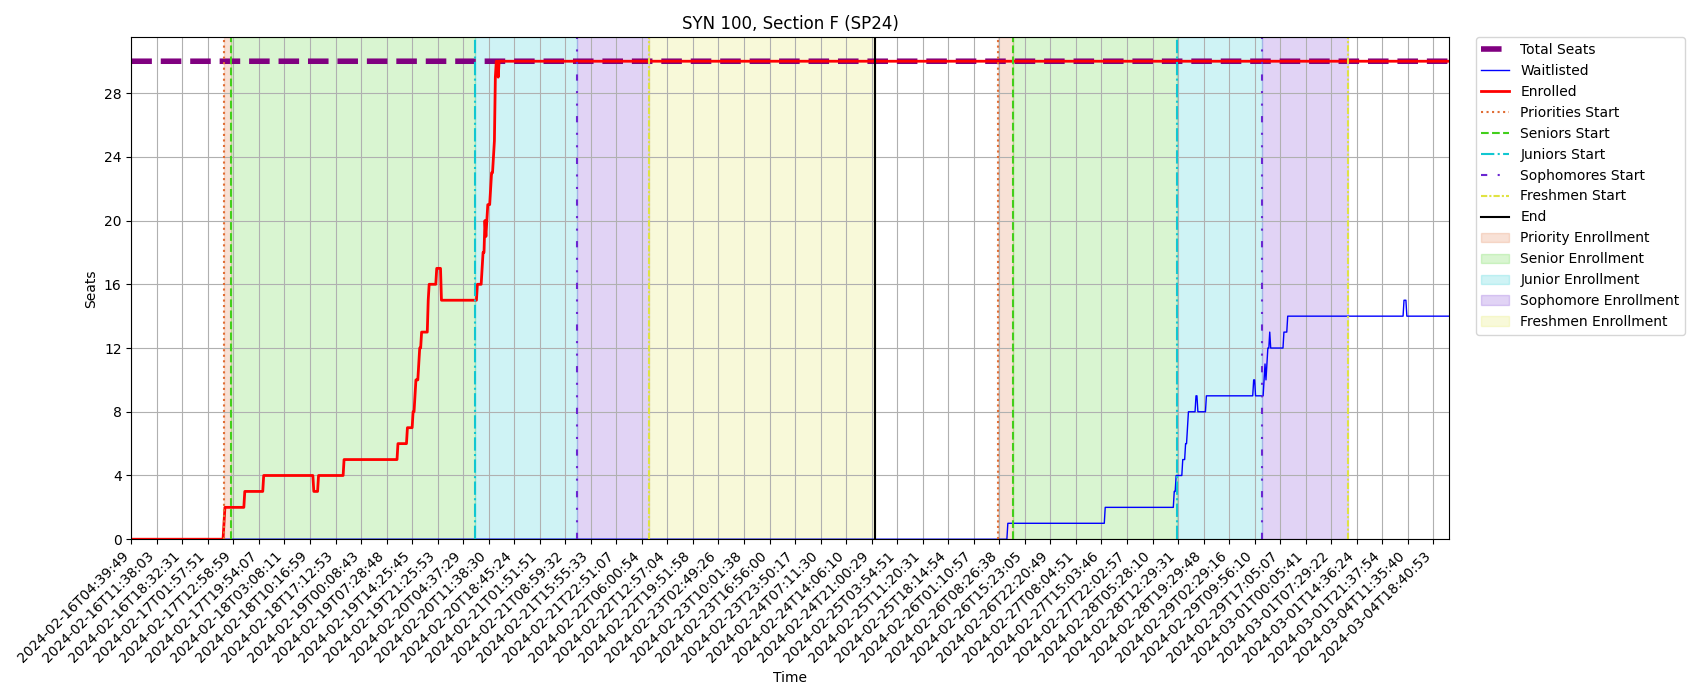 SYN 100, Section F (SP24)
Seats
28
24
20
16
12
8
4
0
2024-02-16T04:39:49
2024-02-16T11:38:03
2024-02-16T18:32:31
2024-02-17T01:57:51
2024-02-17T12:58:59
2024-02-17T19:54:07
2024-02-18T03:08:11
2024-02-18T10:16:59
2024-02-18T17:12:53
2024-02-19T00:08:43
2024-02-19T07:28:48
2024-02-19T14:25:45
2024-02-19T21:25:53
2024-02-20T04:37:29
2024-02-20T11:38:30
2024-02-20T18:45:24
2024-02-21T01:51:51
2024-02-21T08:59:32
2024-02-21T15:55:33
2024-02-21T22:51:07
2024-02-22T06:00:54
2024-02-22T12:57:04
2024-02-22T19:51:58
2024-02-23T02:49:26
2024-02-23T10:01:38
2024-02-23T16:56:00
2024-02-23T23:50:17
2024-02-24T07:11:30
2024-02-24T14:06:10
2024-02-24T21:00:29
2024-02-25T03:54:51
2024-02-25T11:20:31
2024-02-25T18:14:54
2024-02-26T01:10:57
2024-02-26T08:26:38
2024-02-26T15:23:05
2024-02-26T22:20:49
2024-02-27T08:04:51
2024-02-27T15:03:46
2024-02-27T22:02:57
2024-02-28T05:28:10
2024-02-28T12:29:31
2024-02-28T19:29:48
2024-02-29T02:29:16
2024-02-29T09:56:10
2024-02-29T17:05:07
2024-03-01T00:05:41
2024-03-01T07:29:22
2024-03-01T14:36:24
2024-03-01T21:37:54
2024-03-04T11:35:40
2024-03-04T18:40:53
Time
Total Seats
Waitlisted
Enrolled
Priorities Start
Seniors Start
Juniors Start
Sophomores Start
Freshmen Start
End
Priority Enrollment
Senior Enrollment
Junior Enrollment
Sophomore Enrollment
Freshmen Enrollment